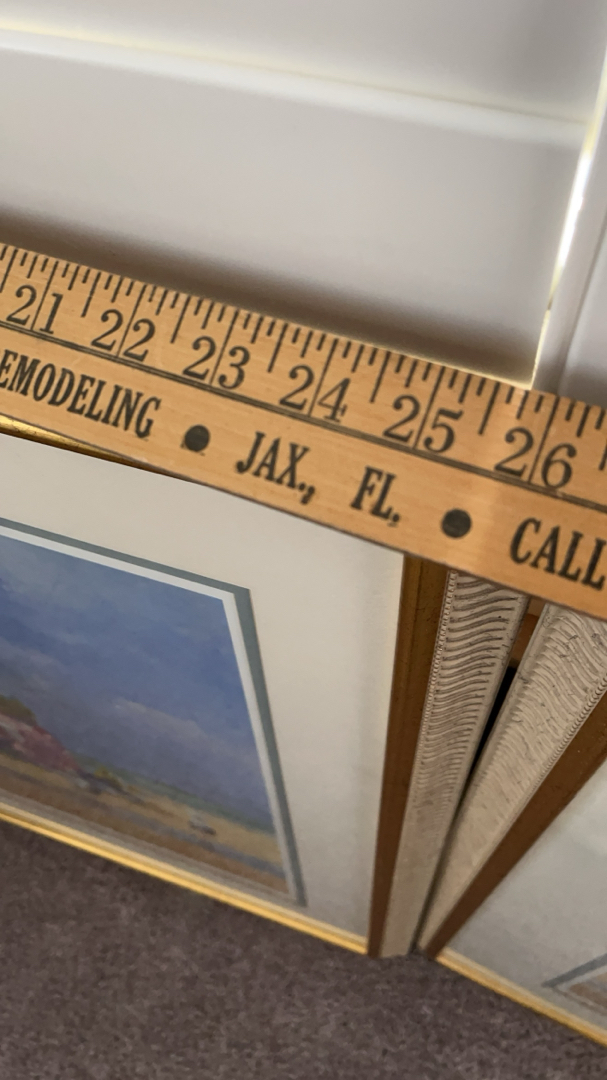 21 22 23 24 25 26
EMODELING • JAX., FL. • CALL